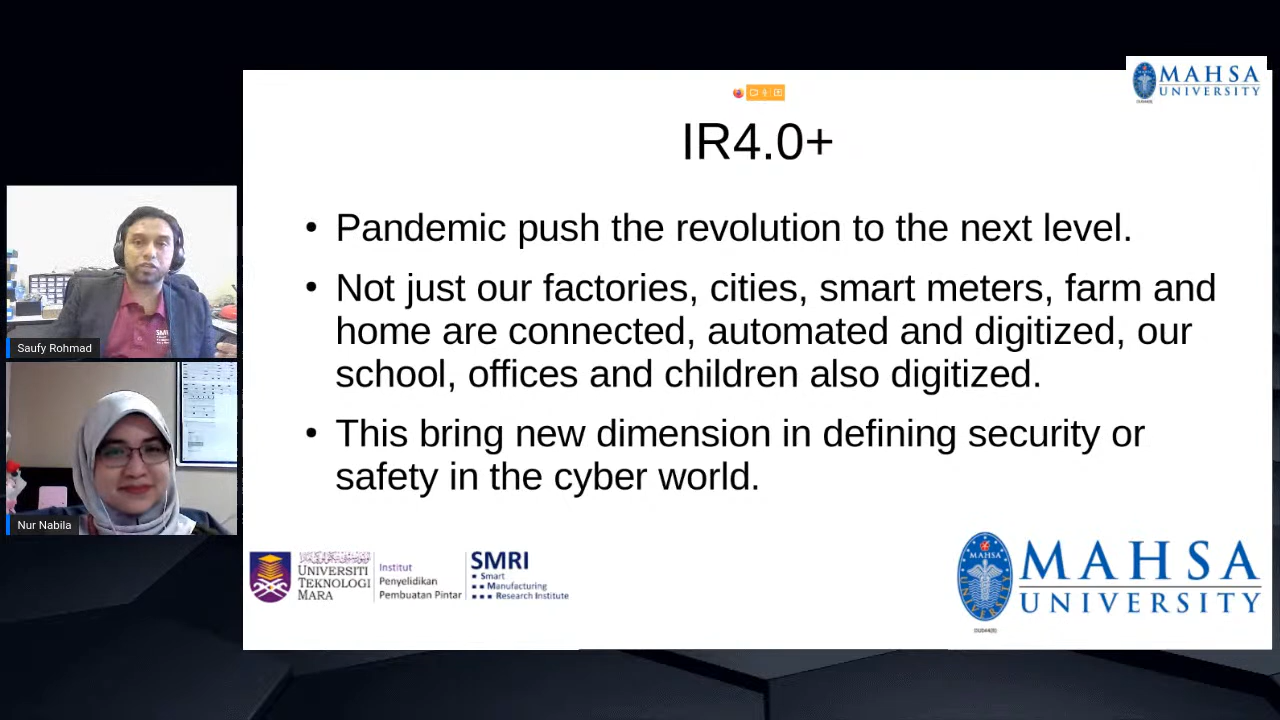 MAHSA
UNIVERSITY
IR4.0+
• Pandemic push the revolution to the next level.
• Not just our factories, cities, smart meters, farm and
home are connected, automated and digitized, our
school, offices and children also digitized.
• This bring new dimension in defining security or
safety in the cyber world.
SMRI
Saufy Rohmad
Nur Nabila
UNIVERSITI
TEKNOLOGI
MARA
Institut
Penyelidikan
Pembuatan Pintar
SMRI
Smart
Manufacturing
Research Institute
MAHSA
MAHSA
UNIVERSITY